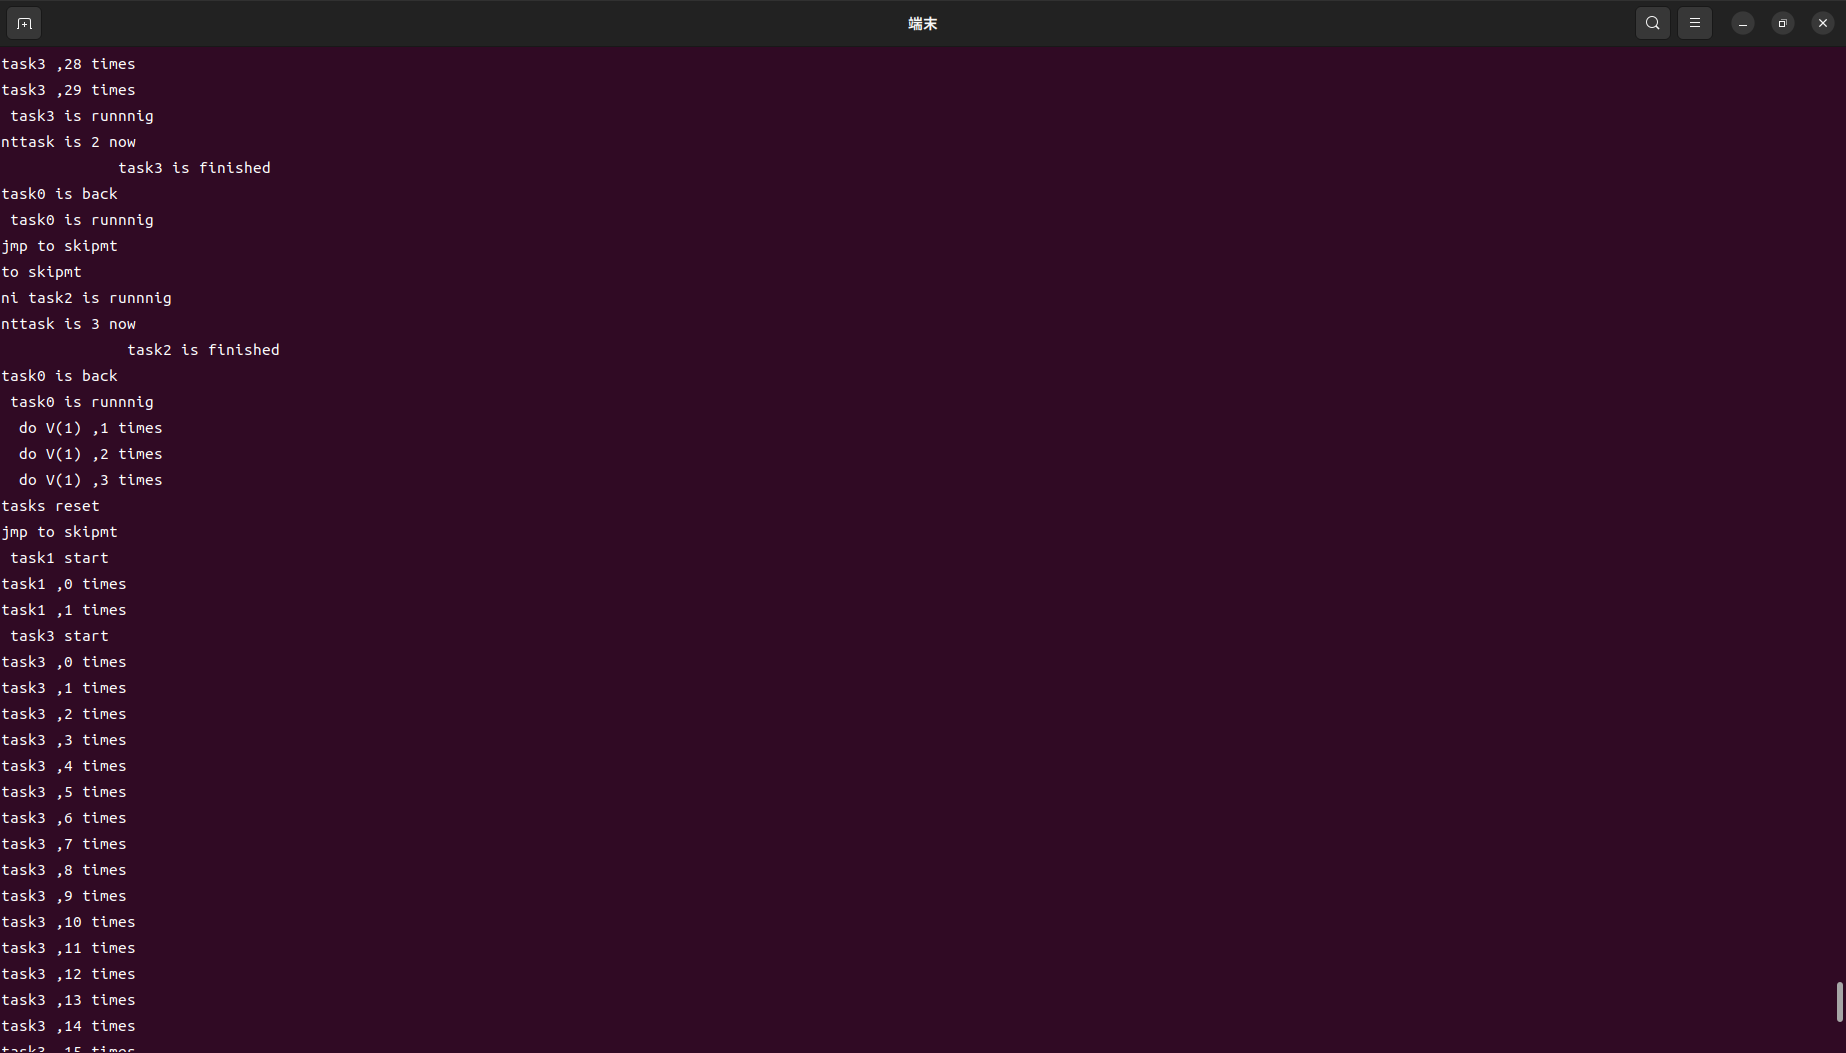 端末
task3 ,28 times
task3 ,29 times
task3 is runnnig
nttask is 2 now
task3 is finished
task0 is back
task0 is runnnig
jmp to skipmt
to skipmt
ni task2 is runnnig
nttask is 3 now
task2 is finished
task0 is back
task0 is runnnig
do V(1) ,1 times
do V(1) ,2 times
do V(1) ,3 times
tasks reset
jmp to skipmt
task1 start
task1 ,0 times
task1 ,1 times
task3 start
task3 ,0 times
task3 ,1 times
task3 ,2 times
task3 ,3 times
task3 ,4 times
task3 ,5 times
task3 ,6 times
task3 ,7 times
task3 ,8 times
task3 ,9 times
task3 ,10 times
task3 ,11 times
task3 ,12 times
task3 ,13 times
task3 ,14 times
task3 ,15 times